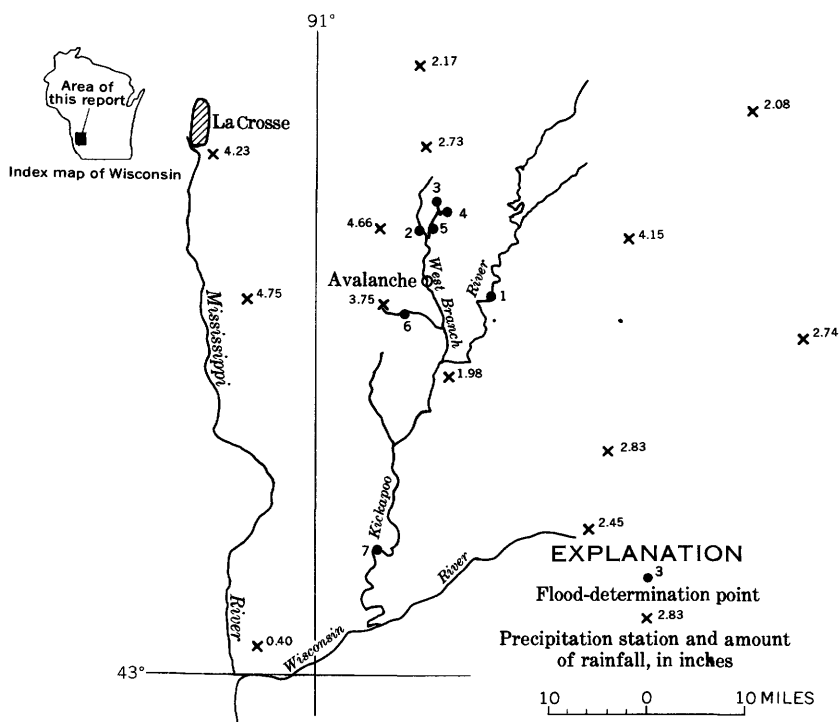 91°
2.17
Area of
this report
La Crosse
2.08
Index map of Wisconsin
4.23
2.73
3
4
4.66
2
5
4.15
Avalanche
West Branch
River
1
4.75
3.75
6
Mississippi
2.74
1.98
2.83
Kickapoo
2.45
7
River
EXPLANATION
3
Flood-determination point
2.83
Precipitation station and amount
of rainfall, in inches
River
0.40
Wisconsin
43°
10 0 10 MILES